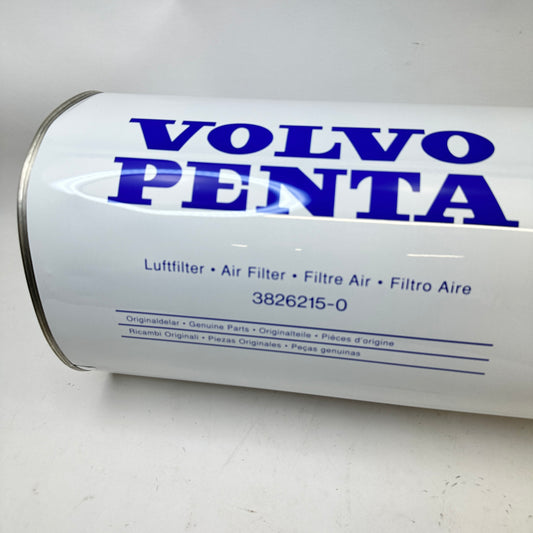 VOLVO
PENTA
Luftfilter • Air Filter • Filtre Air • Filtro Aire
3826215-0
Originaldelar • Genuine Parts • Originalteile • Pièces d'origine
Ricambi Originali • Piezas Originales • Peças genuinas